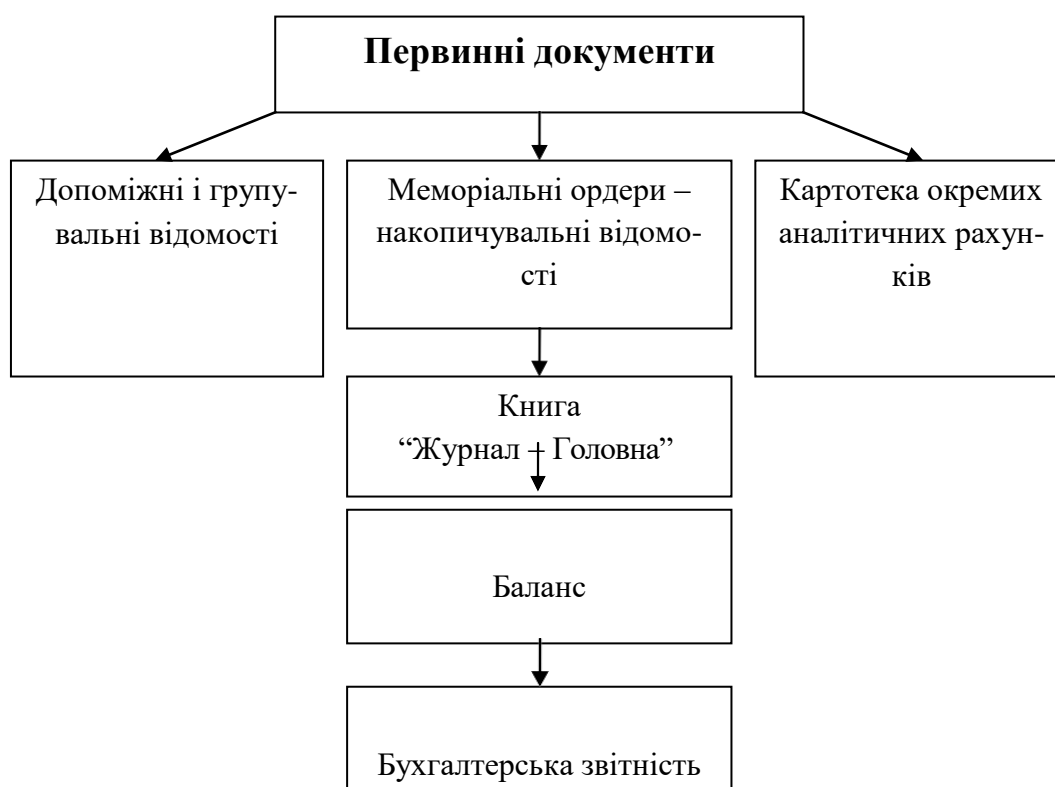 Первинні документи
Допоміжні і групу-
вальні відомості
Меморіальні ордери –
накопичувальні відомо-
сті
Картотека окремих
аналітичних рахун-
ків
Книга
“Журнал – Головна”
Баланс
Бухгалтерська звітність